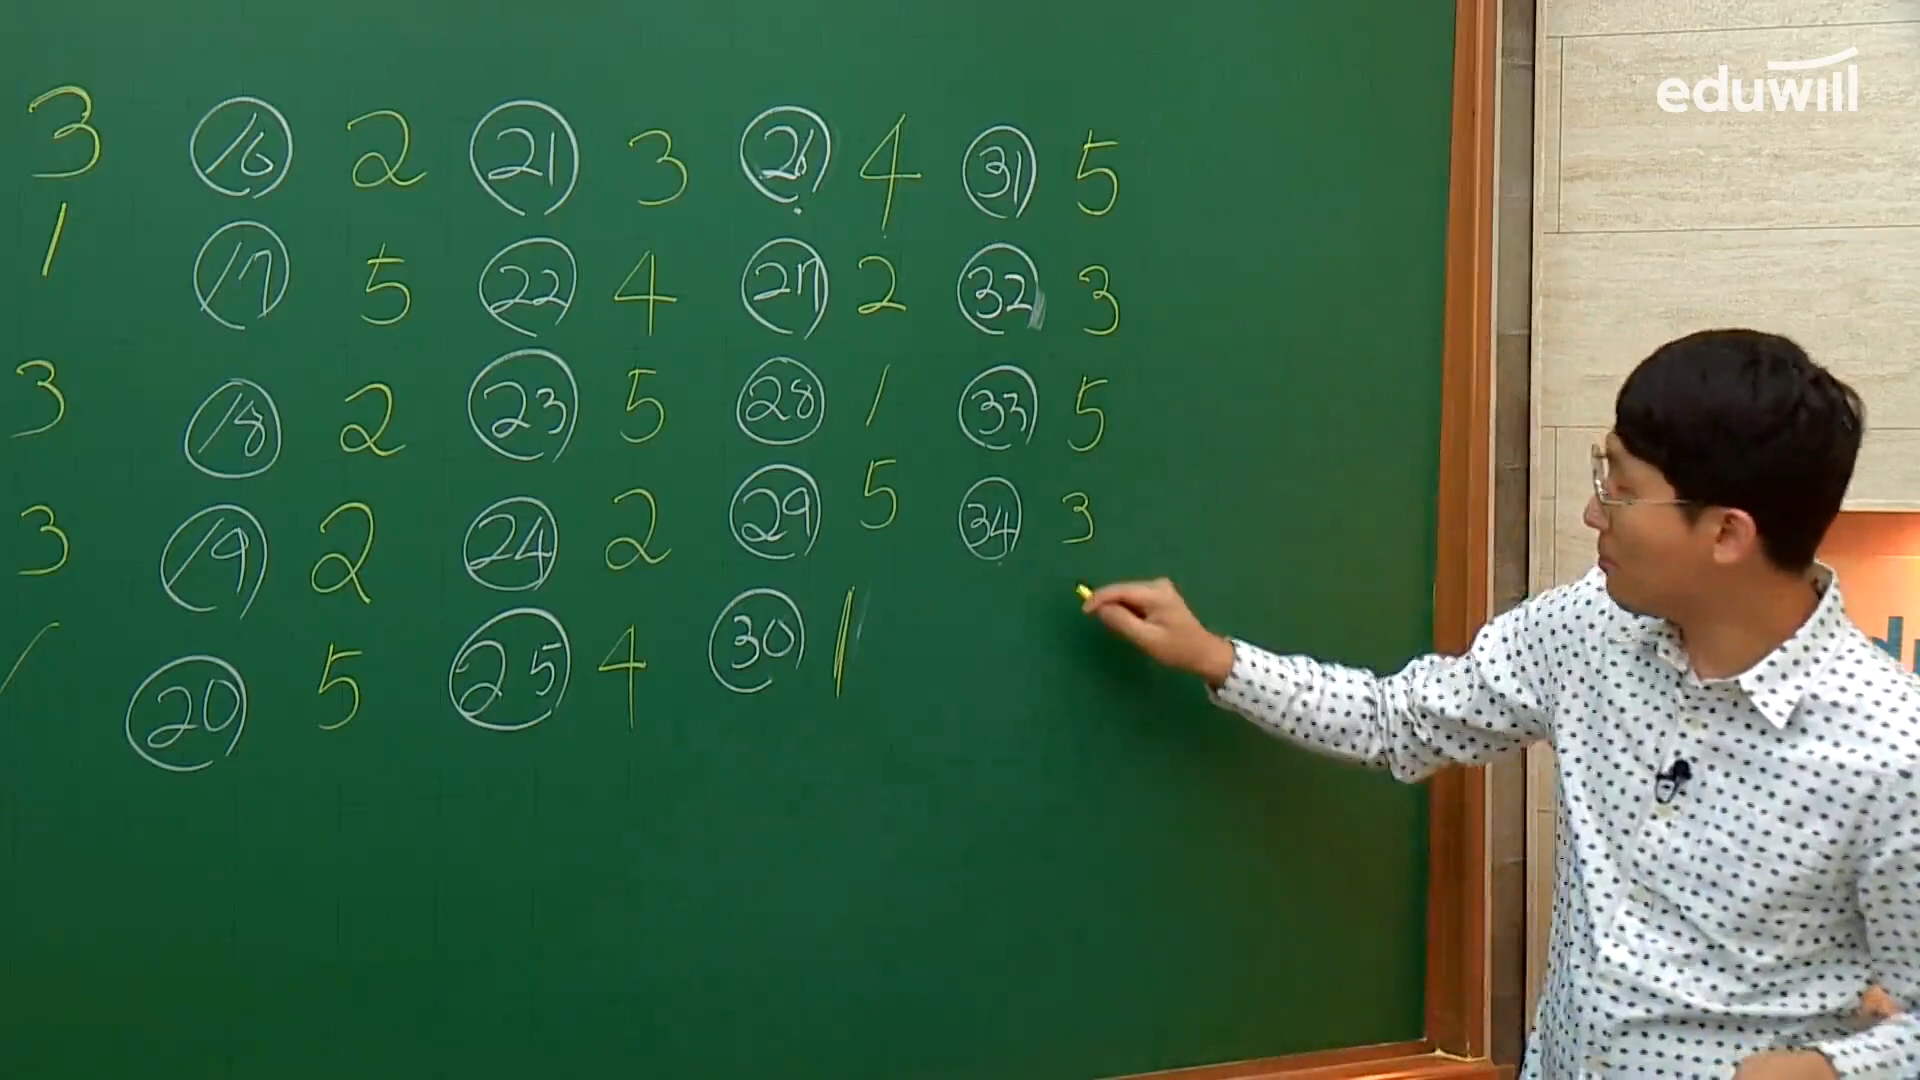 eduwill
3 16 2 21 3 26 4 31 5
1 17 5 22 4 27 2 32 3
3 18 2 23 5 28 1 33 5
3 19 2 24 2 29 5 34 3
20 5 25 4 30 1